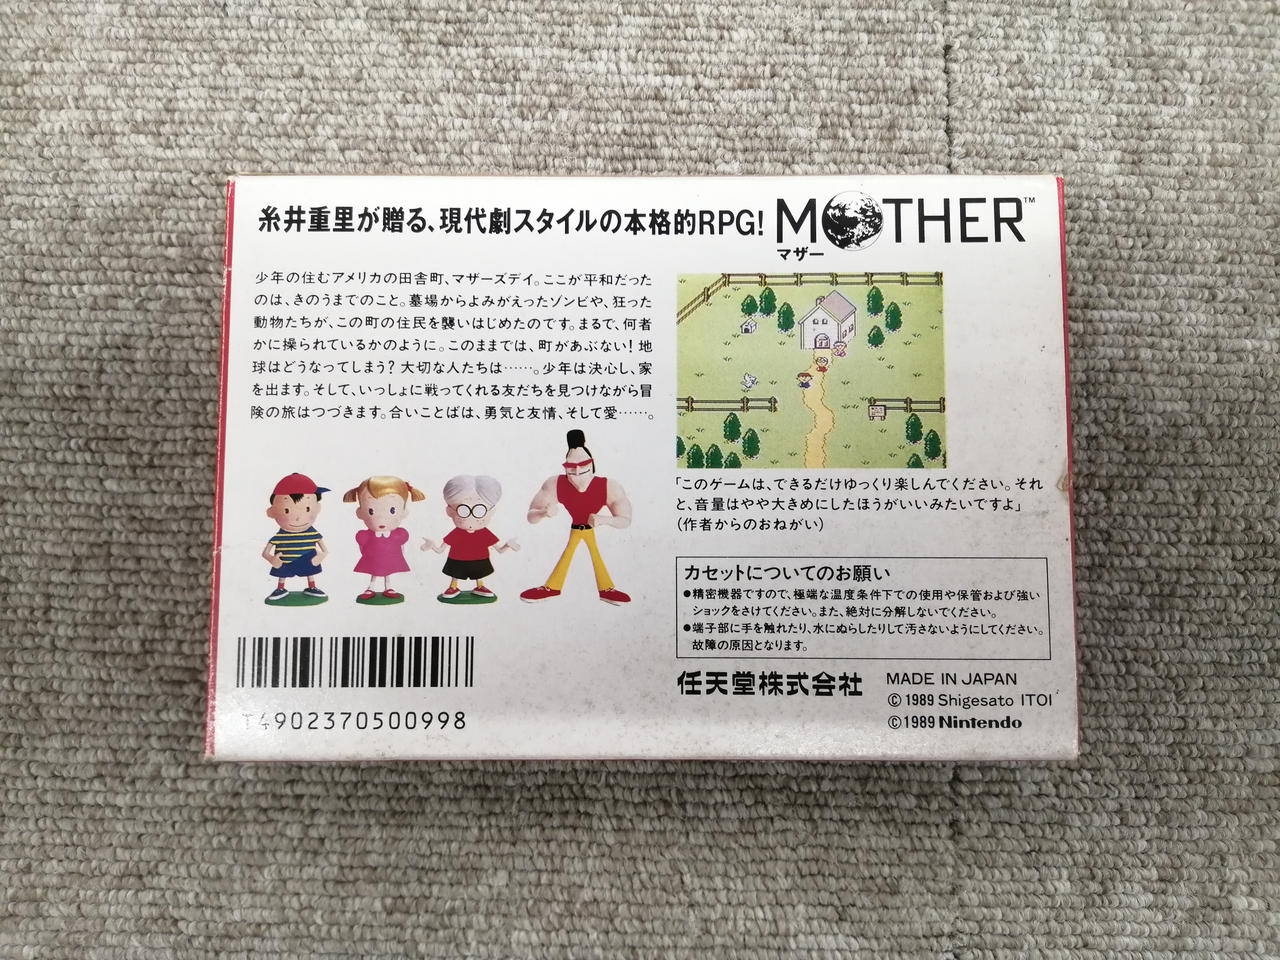 糸井重里が贈る、現代劇スタイルの本格的RPG!
MOTHER™
マザー
少年の住むアメリカの田舎町、マザーズデイ。ここが平和だった
のは、きのうまでのこと。墓場からよみがえったゾンビや、狂った
動物たちが、この町の住民を襲いはじめたのです。まるで、何者
かに操られているかのように。このままでは、町があぶない!地
球はどうなってしまう?大切な人たちは……。少年は決心し、家
を出ます。そして、いっしょに戦ってくれる友だちを見つけながら冒
険の旅はつづきます。合いことばは、勇気と友情、そして愛……。
「このゲームは、できるだけゆっくり楽しんでください。それ
と、音量はやや大きめにしたほうがいいみたいですよ」
(作者からのおねがい)
カセットについてのお願い
●精密機器ですので、極端な温度条件下での使用や保管および強い
ショックをさけてください。また、絶対に分解しないでください。
●端子部に手を触れたり、水にぬらしたりして汚さないようにしてください。
故障の原因となります。
T4902370500998
任天堂株式会社
MADE IN JAPAN
©1989 Shigesato ITOI
©1989 Nintendo